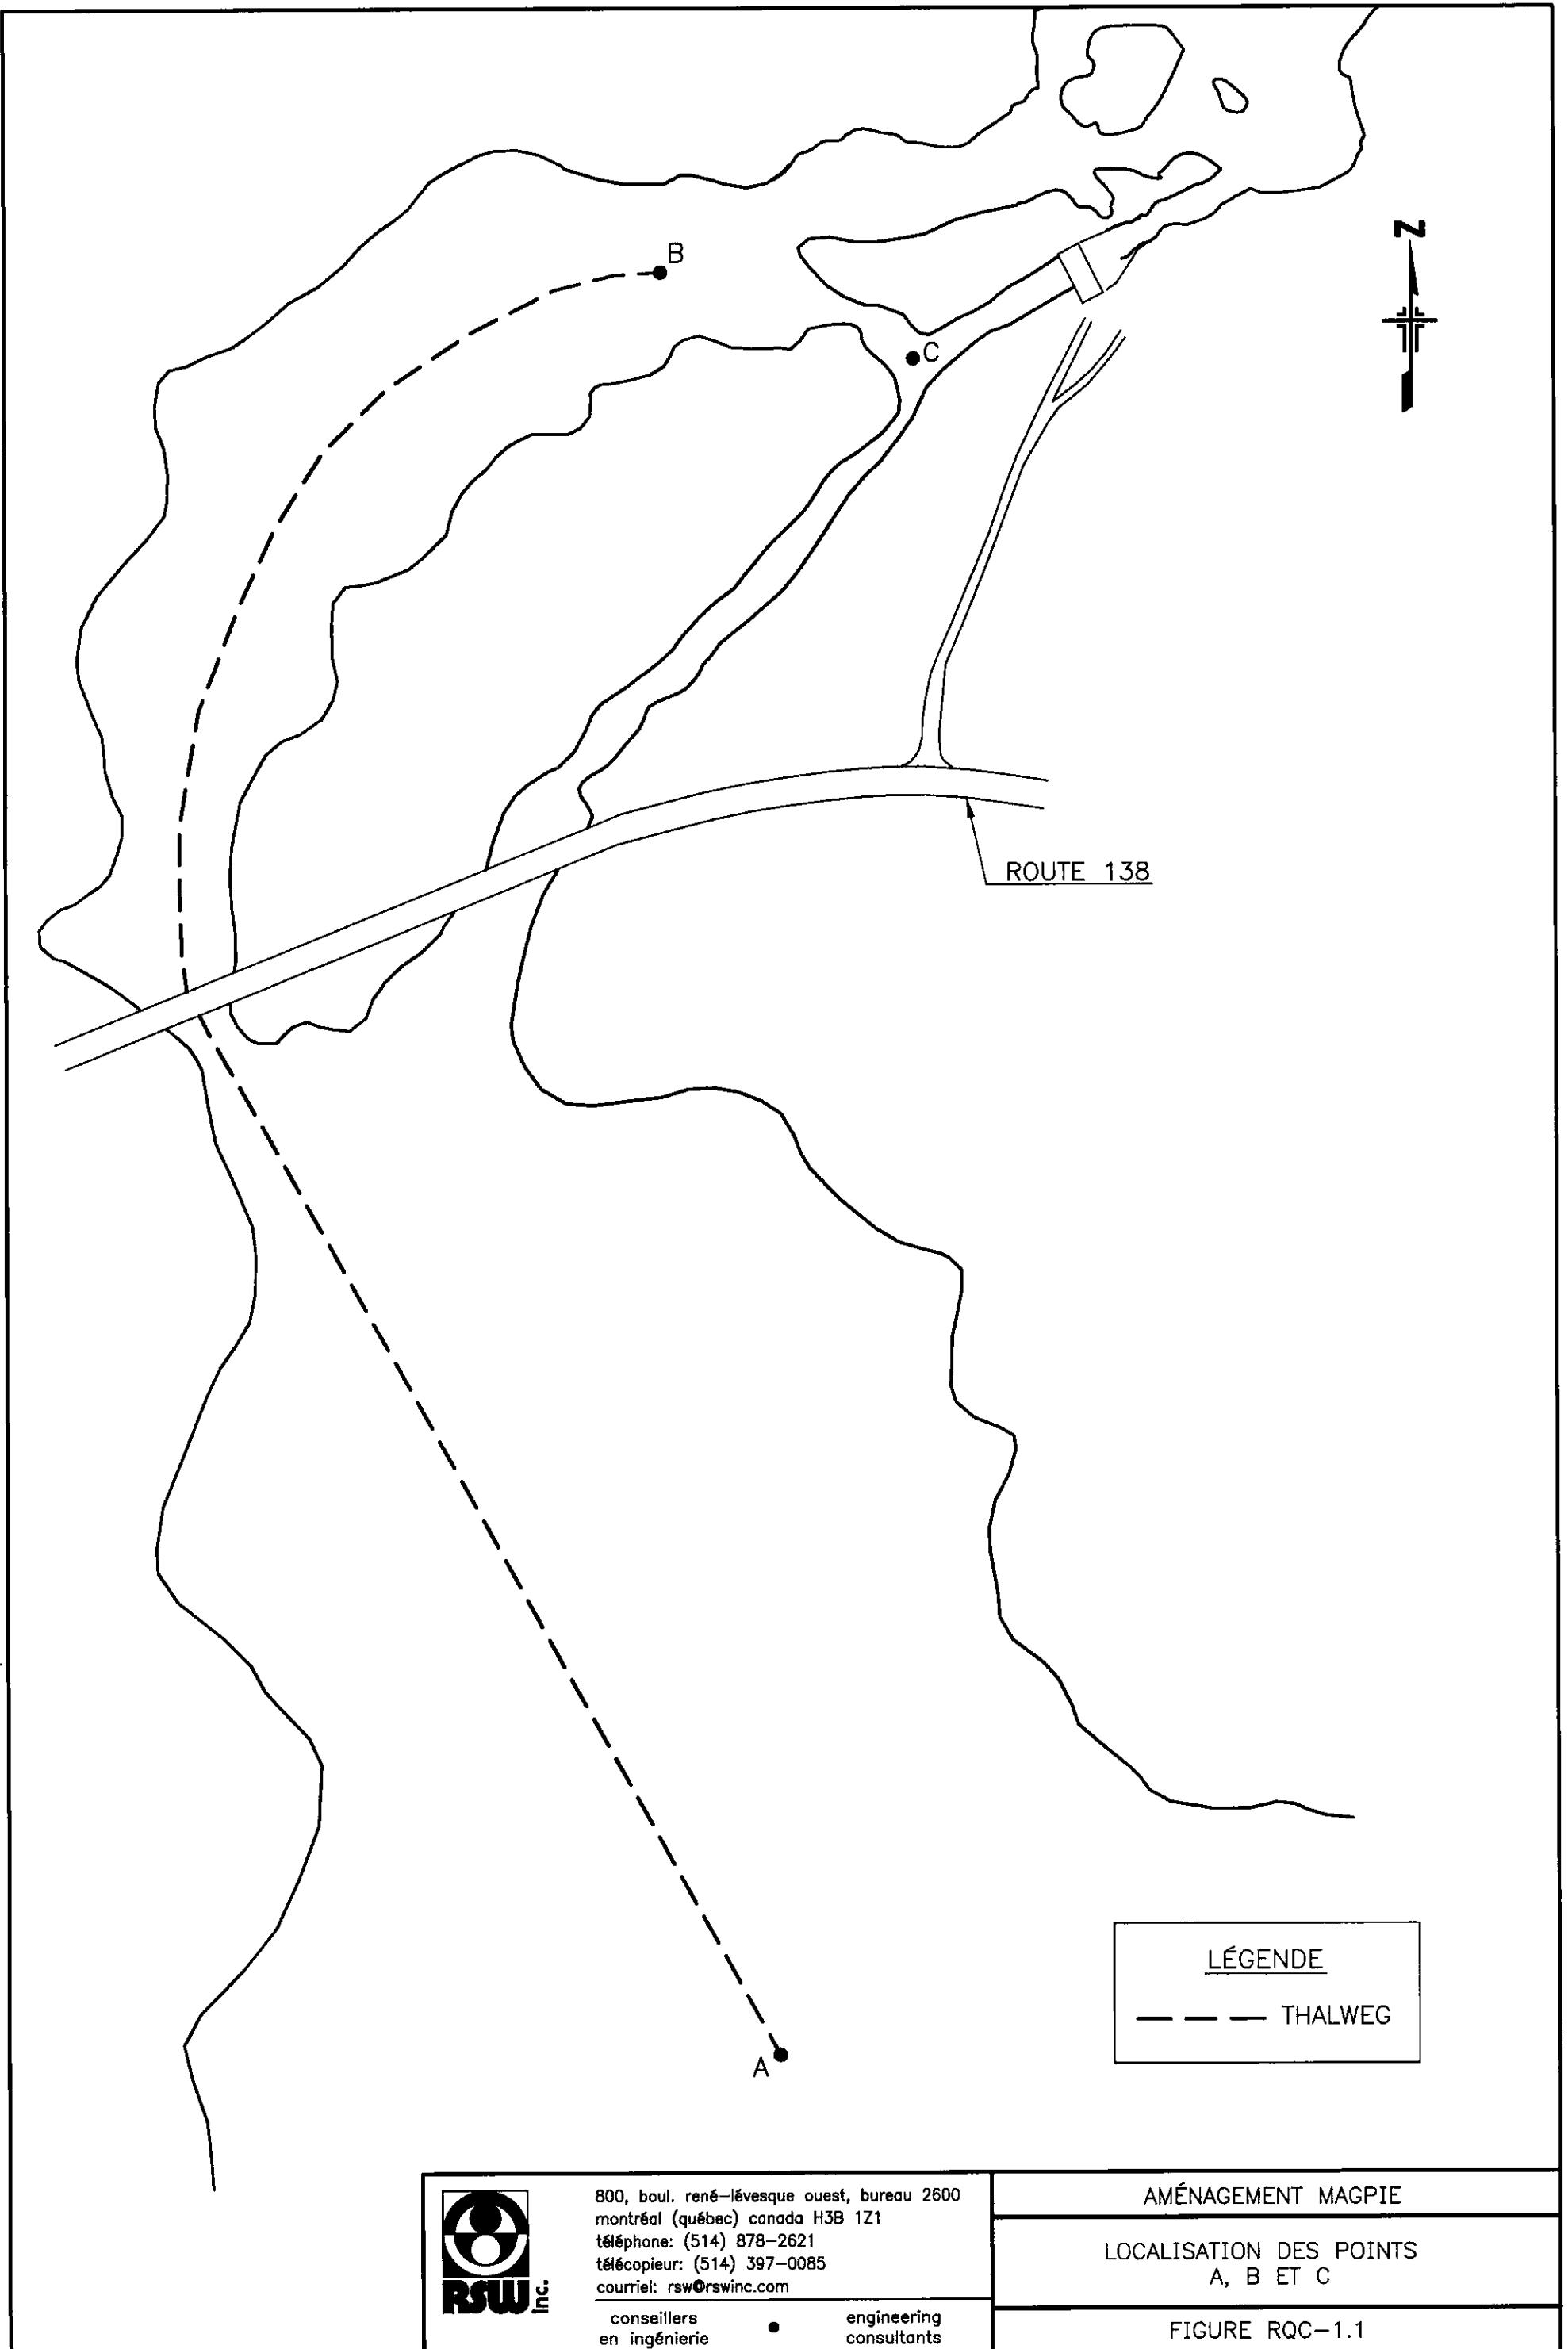 B
N
C
ROUTE 138
LÉGENDE
THALWEG
A
RSW inc.
800, boul. rené-lévesque ouest, bureau 2600
montréal (québec) canada H3B 1Z1
téléphone: (514) 878-2621
télécopieur: (514) 397-0085
courriel: rsw@rswinc.com
conseillers
en ingénierie
engineering
consultants
AMÉNAGEMENT MAGPIE
LOCALISATION DES POINTS
A, B ET C
FIGURE RQC-1.1